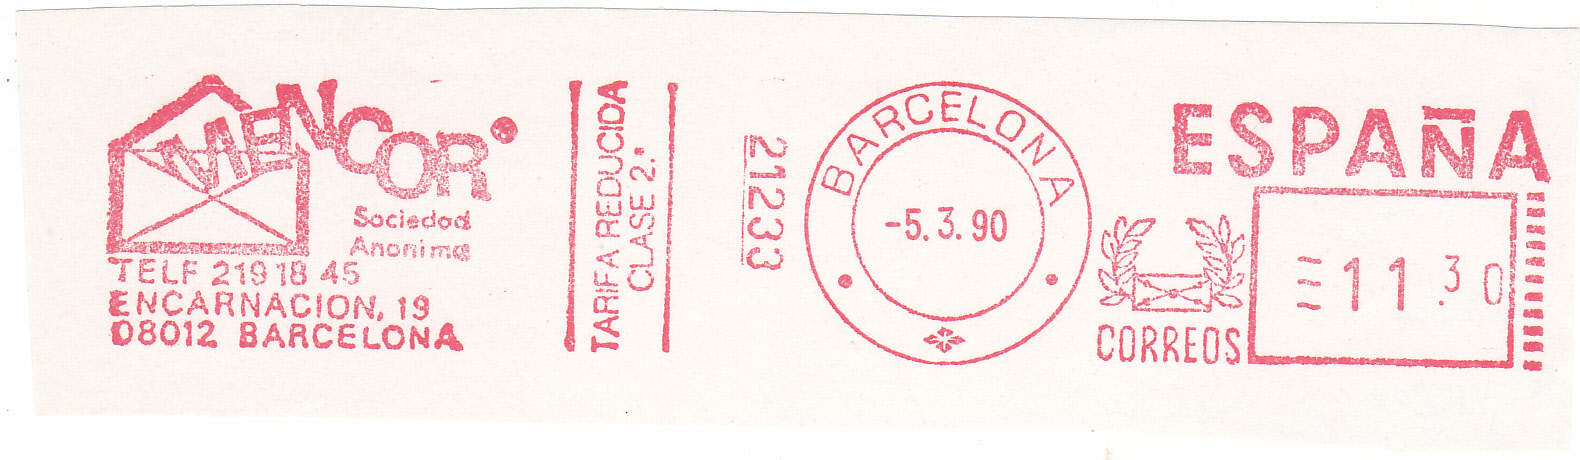 MENCOR
Sociedad
Anonima
TELF 219 18 45
ENCARNACION, 19
08012 BARCELONA
TARIFA REDUCIDA
CLASE 2.ª
21233
BARCELONA
-5.3.90
CORREOS
ESPAÑA
11.30